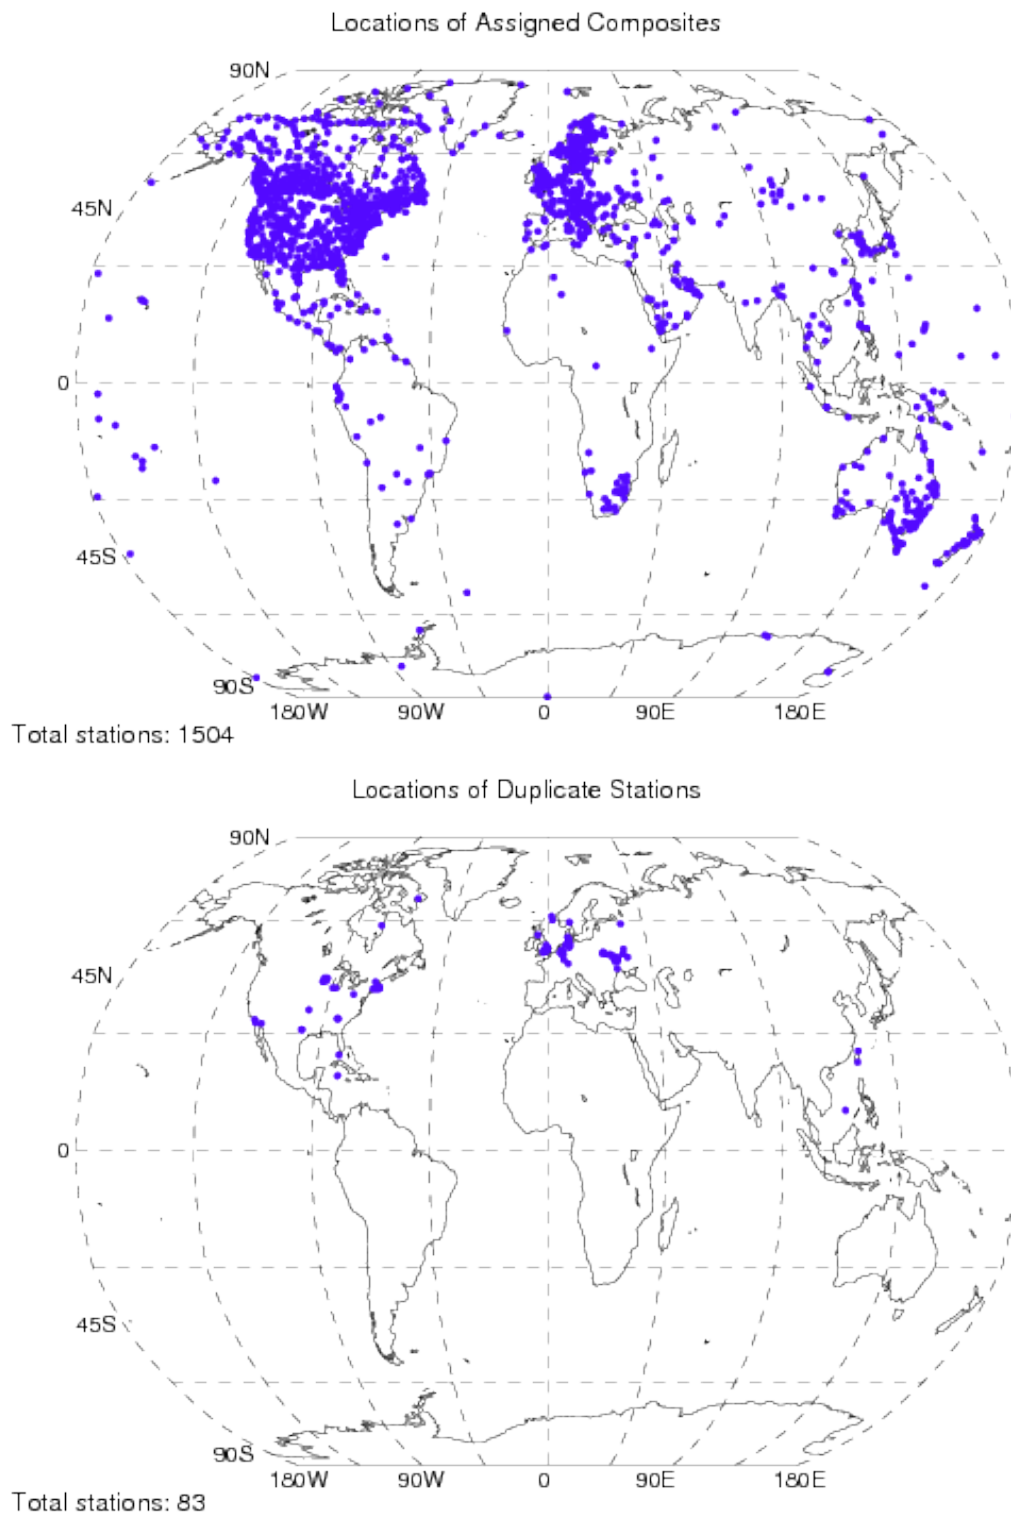 Locations of Assigned Composites
90N
45N
0
45S
90S
180W 90W 0 90E 180E
Total stations: 1504
Locations of Duplicate Stations
90N
45N
0
45S
90S
180W 90W 0 90E 180E
Total stations: 83